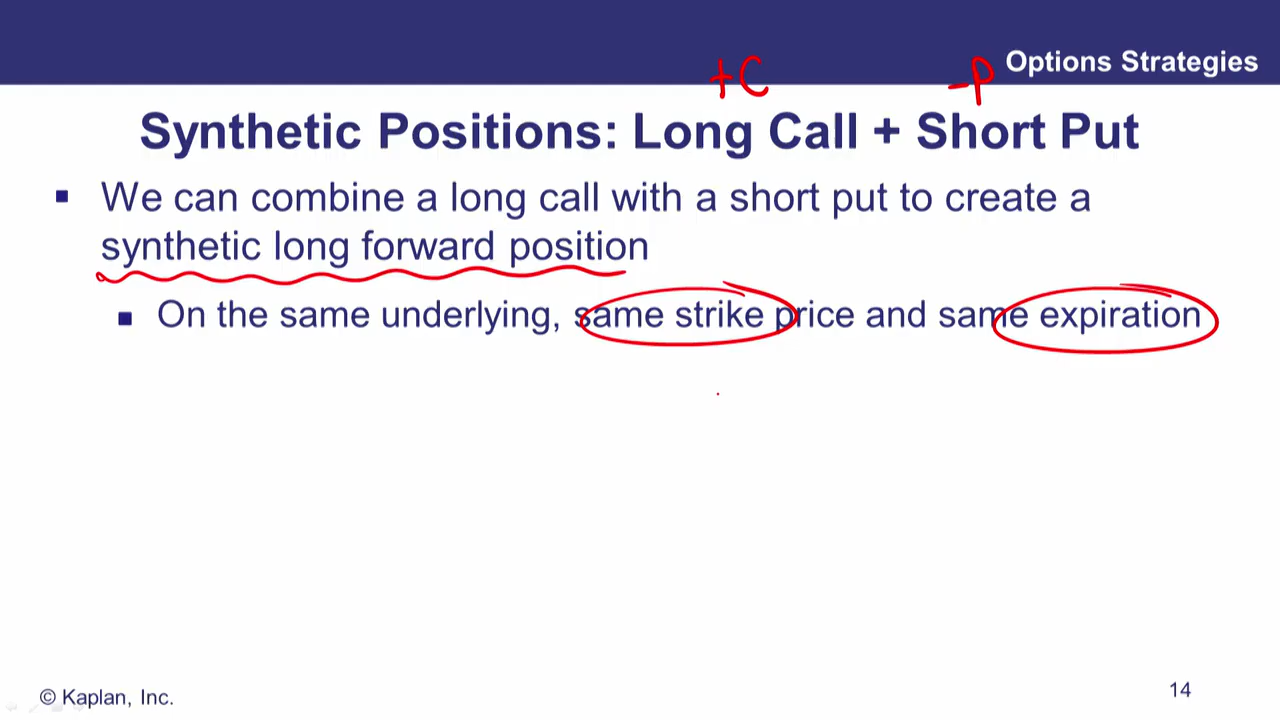 Options Strategies
+C -P
Synthetic Positions: Long Call + Short Put
▪ We can combine a long call with a short put to create a
synthetic long forward position
▪ On the same underlying, same strike price and same expiration
© Kaplan, Inc.
14